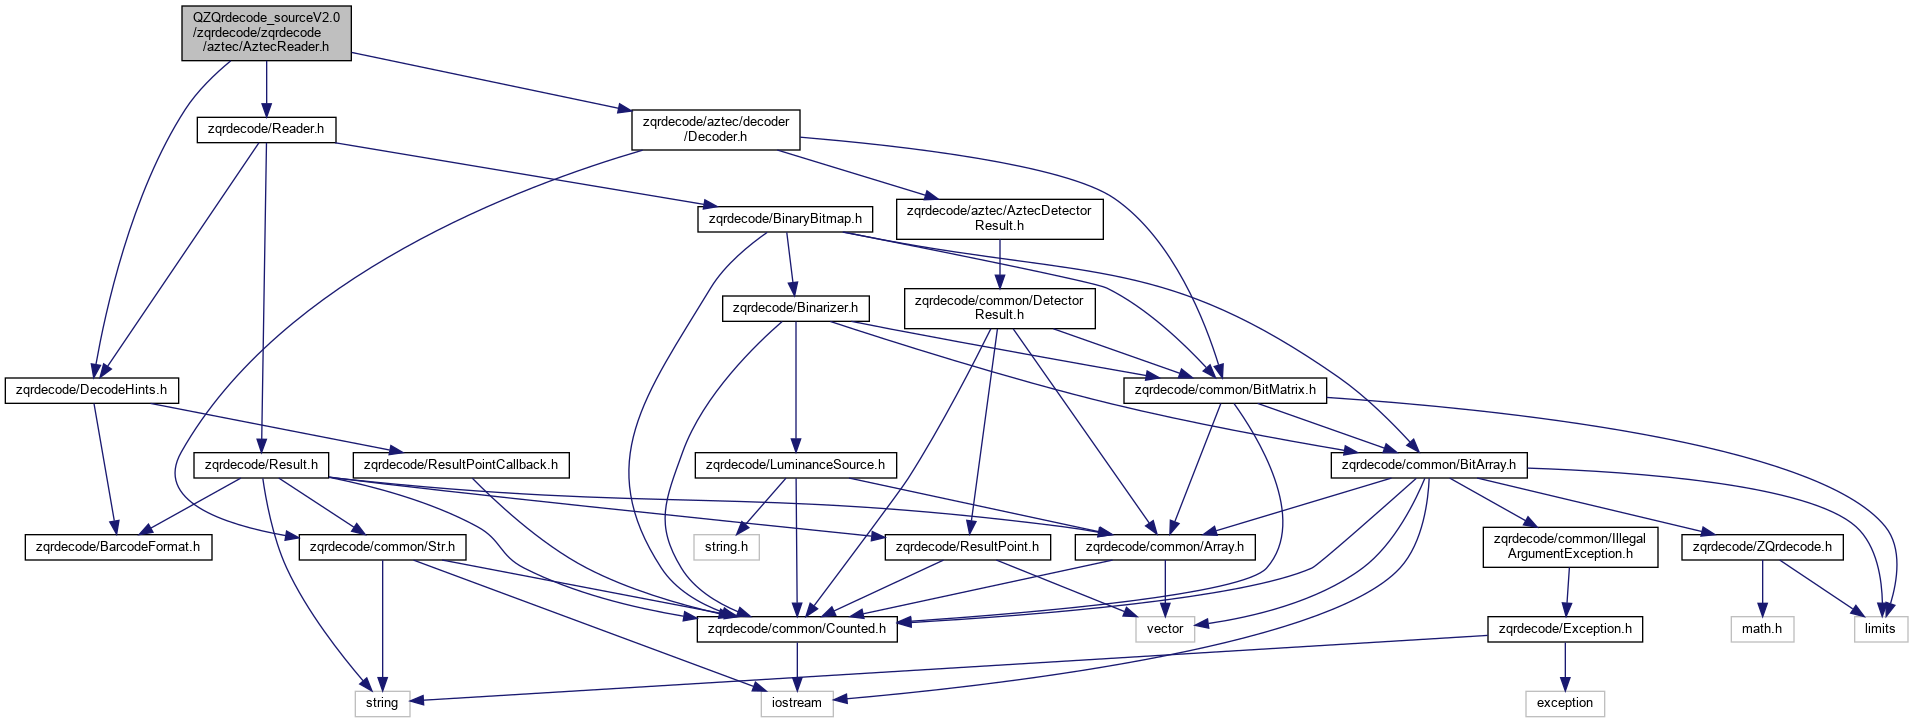 QZQrdecode_sourceV2.0
/zqrdecode/zqrdecode
/aztec/AztecReader.h
zqrdecode/Reader.h
zqrdecode/aztec/decoder
/Decoder.h
zqrdecode/BinaryBitmap.h
zqrdecode/aztec/AztecDetector
Result.h
zqrdecode/Binarizer.h
zqrdecode/common/Detector
Result.h
zqrdecode/DecodeHints.h
zqrdecode/common/BitMatrix.h
zqrdecode/Result.h
zqrdecode/ResultPointCallback.h
zqrdecode/LuminanceSource.h
zqrdecode/common/BitArray.h
zqrdecode/BarcodeFormat.h
zqrdecode/common/Str.h
string.h
zqrdecode/ResultPoint.h
zqrdecode/common/Array.h
zqrdecode/common/Illegal
ArgumentException.h
zqrdecode/ZQrdecode.h
zqrdecode/common/Counted.h
vector
zqrdecode/Exception.h
math.h
limits
string
iostream
exception